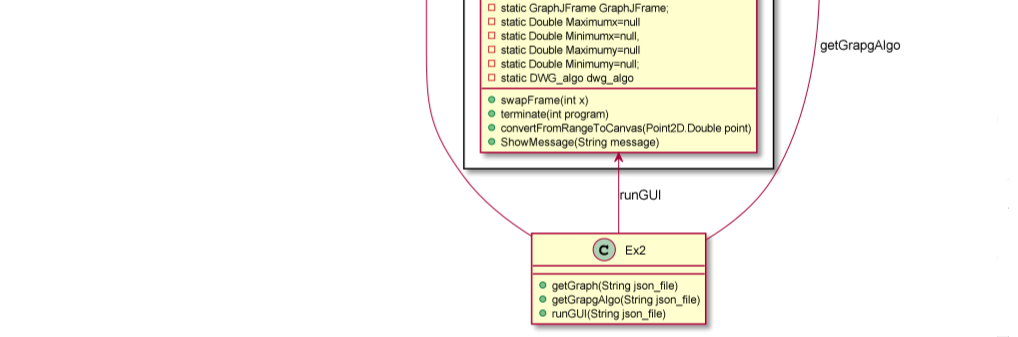 static GraphJFrame GraphJFrame;
static Double Maximumx=null
static Double Minimumx=null,
static Double Maximumy=null
static Double Minimumy=null;
static DWG_algo dwg_algo
getGrapgAlgo
swapFrame(int x)
terminate(int program)
convertFromRangeToCanvas(Point2D.Double point)
ShowMessage(String message)
runGUI
C Ex2
getGraph(String json_file)
getGrapgAlgo(String json_file)
runGUI(String json_file)